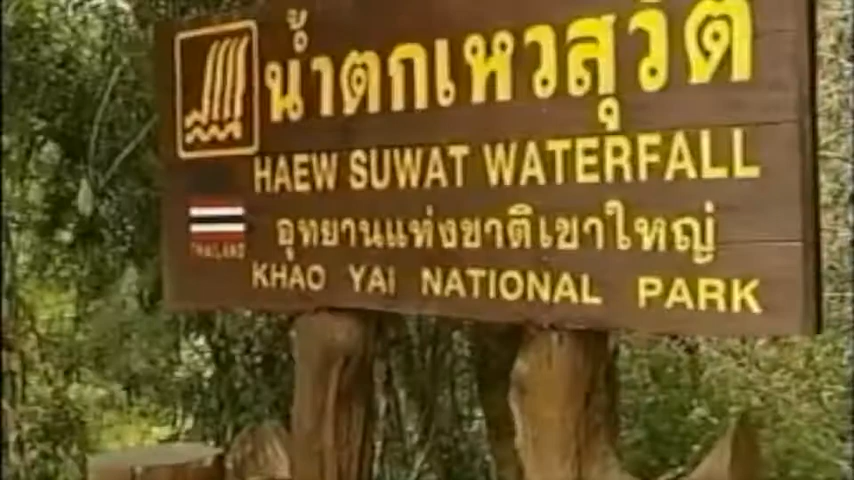 น้ำตกเหวสุวัต
HAEW SUWAT WATERFALL
อุทยานแห่งชาติเขาใหญ่
THAILAND
KHAO YAI NATIONAL PARK